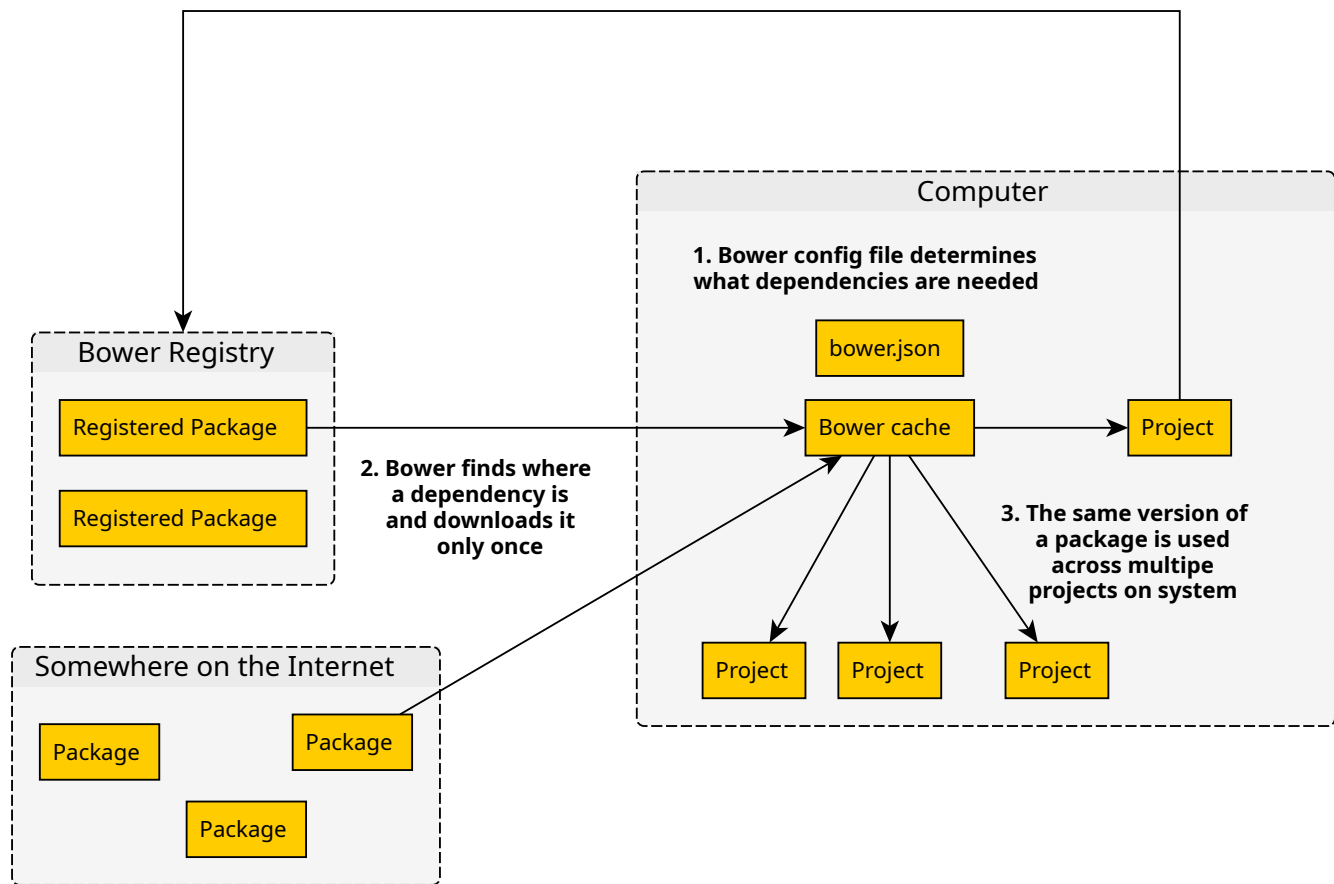 Computer
1. Bower config file determines
what dependencies are needed
bower.json
Bower Registry
Registered Package
Registered Package
Bower cache
Project
2. Bower finds where
a dependency is
and downloads it
only once
3. The same version of
a package is used
across multipe
projects on system
Project
Project
Project
Somewhere on the Internet
Package
Package
Package